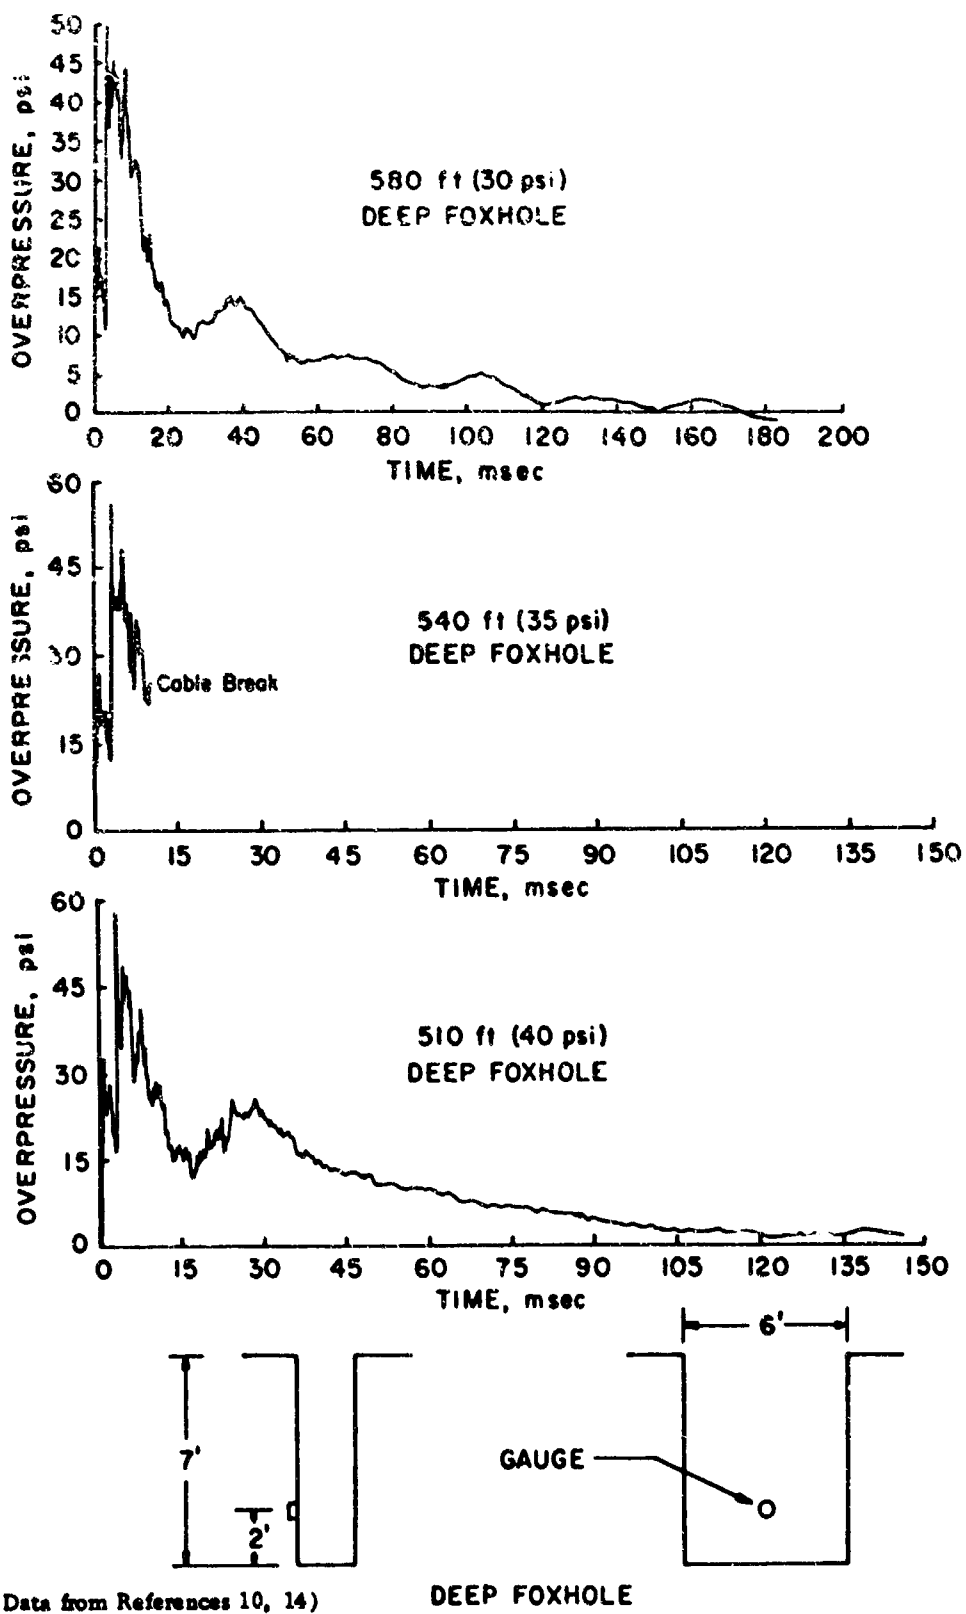 OVERPRESSURE, psi
50
45
40
35
30
25
20
15
10
5
0
580 ft (30 psi)
DEEP FOXHOLE
0 20 40 60 80 100 120 140 160 180 200
TIME, msec
OVERPRESSURE, psi
60
45
30
15
0
540 ft (35 psi)
DEEP FOXHOLE
Cable Break
0 15 30 45 60 75 90 105 120 135 150
TIME, msec
OVERPRESSURE, psi
60
45
30
15
0
510 ft (40 psi)
DEEP FOXHOLE
0 15 30 45 60 75 90 105 120 135 150
TIME, msec
6'
7'
GAUGE
2'
Data from References 10, 14)
DEEP FOXHOLE